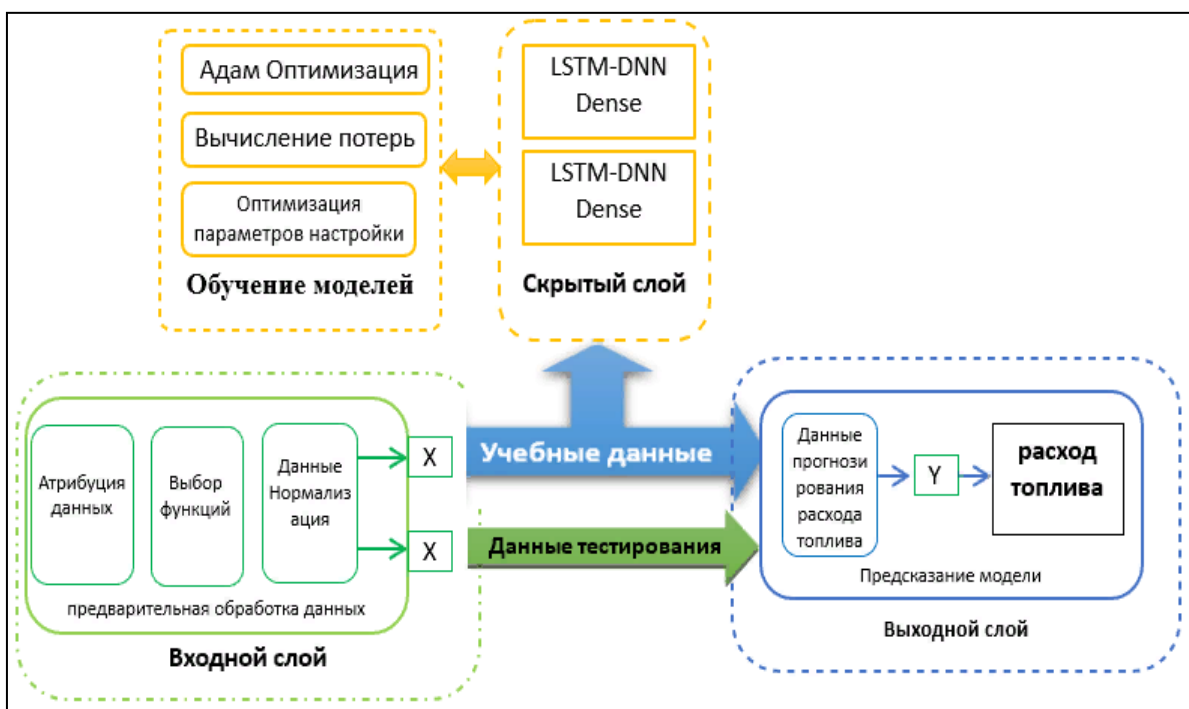 Адам Оптимизация
Вычисление потерь
Оптимизация
параметров настройки
Обучение моделей
LSTM-DNN
Dense
LSTM-DNN
Dense
Скрытый слой
Атрибуция
данных
Выбор
функций
Данные
Нормализ
ация
X
X
предварительная обработка данных
Входной слой
Учебные данные
Данные тестирования
Данные
прогнози
рования
расхода
топлива
Y
расход
топлива
Предсказание модели
Выходной слой